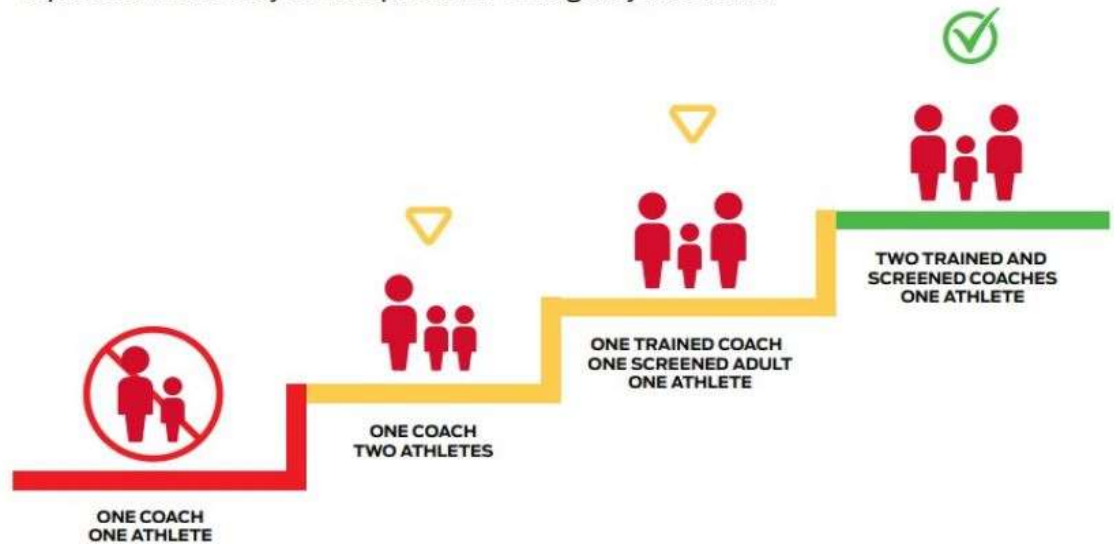 ONE COACH
ONE ATHLETE
ONE COACH
TWO ATHLETES
ONE TRAINED COACH
ONE SCREENED ADULT
ONE ATHLETE
TWO TRAINED AND
SCREENED COACHES
ONE ATHLETE